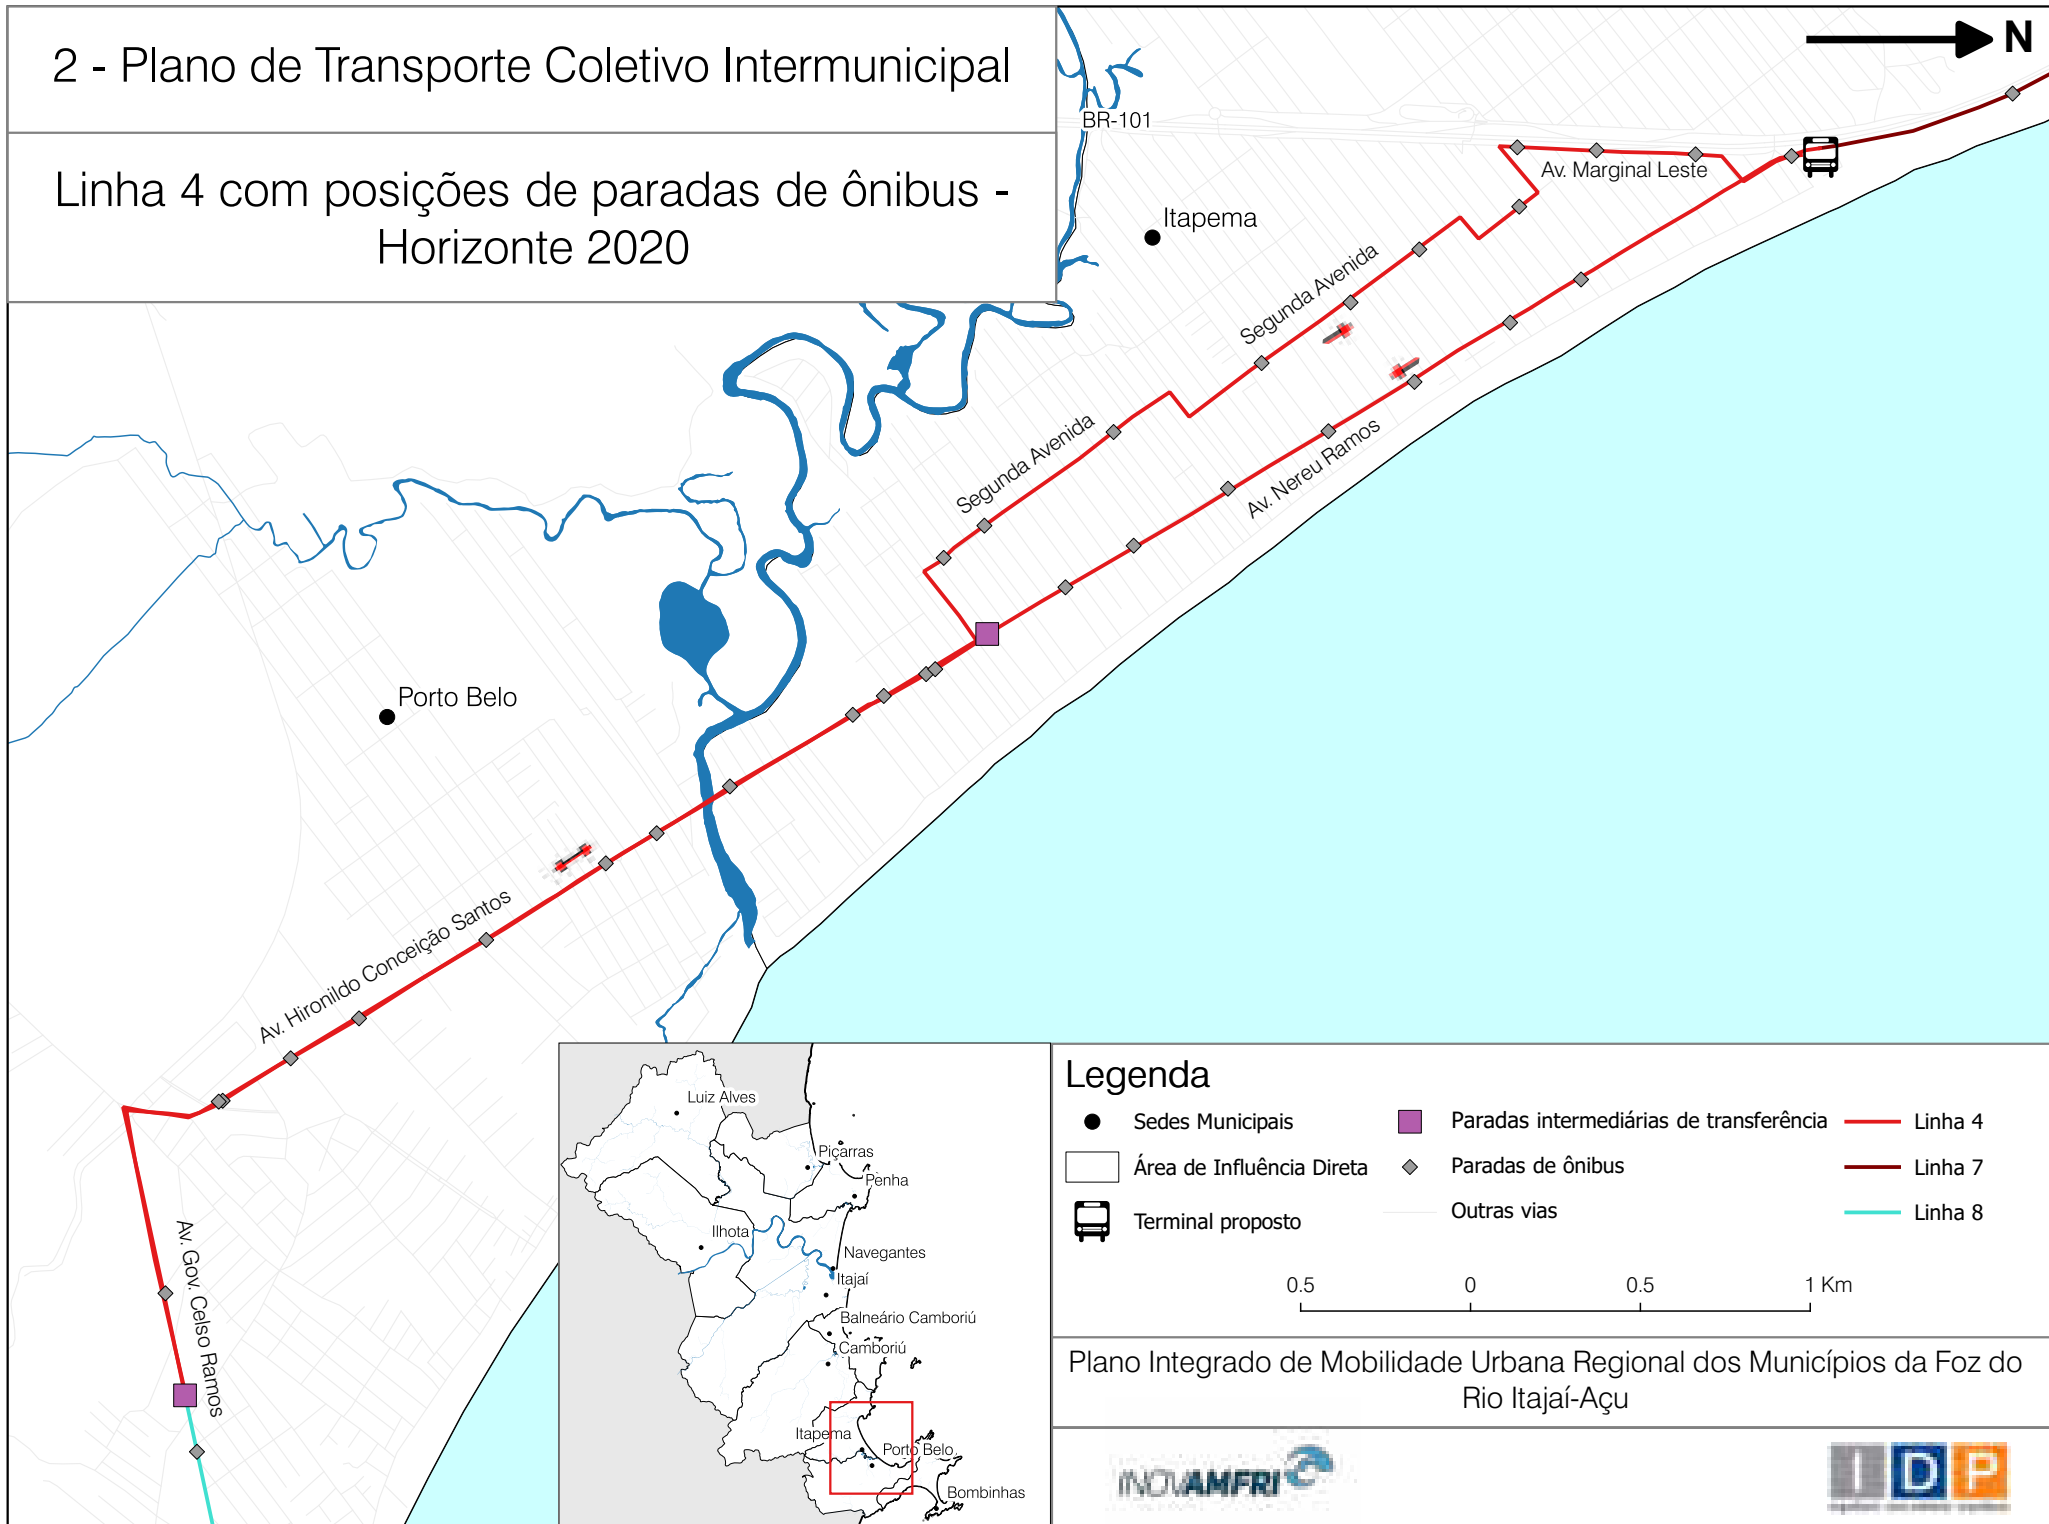 2 - Plano de Transporte Coletivo Intermunicipal
Linha 4 com posições de paradas de ônibus -
Horizonte 2020
N
BR-101
Av. Marginal Leste
Itapema
Segunda Avenida
Segunda Avenida
Av. Nereu Ramos
Porto Belo
Av. Hironildo Conceição Santos
Av. Gov. Celso Ramos
Luiz Alves
Piçarras
Penha
Ilhota
Navegantes
Itajaí
Balneário Camboriú
Camboriú
Itapema
Porto Belo
Bombinhas
Legenda
Sedes Municipais
Área de Influência Direta
Terminal proposto
Paradas intermediárias de transferência
Paradas de ônibus
Outras vias
Linha 4
Linha 7
Linha 8
0.5 0 0.5 1 Km
Plano Integrado de Mobilidade Urbana Regional dos Municípios da Foz do
Rio Itajaí-Açu
INOVAMFRI
IDP